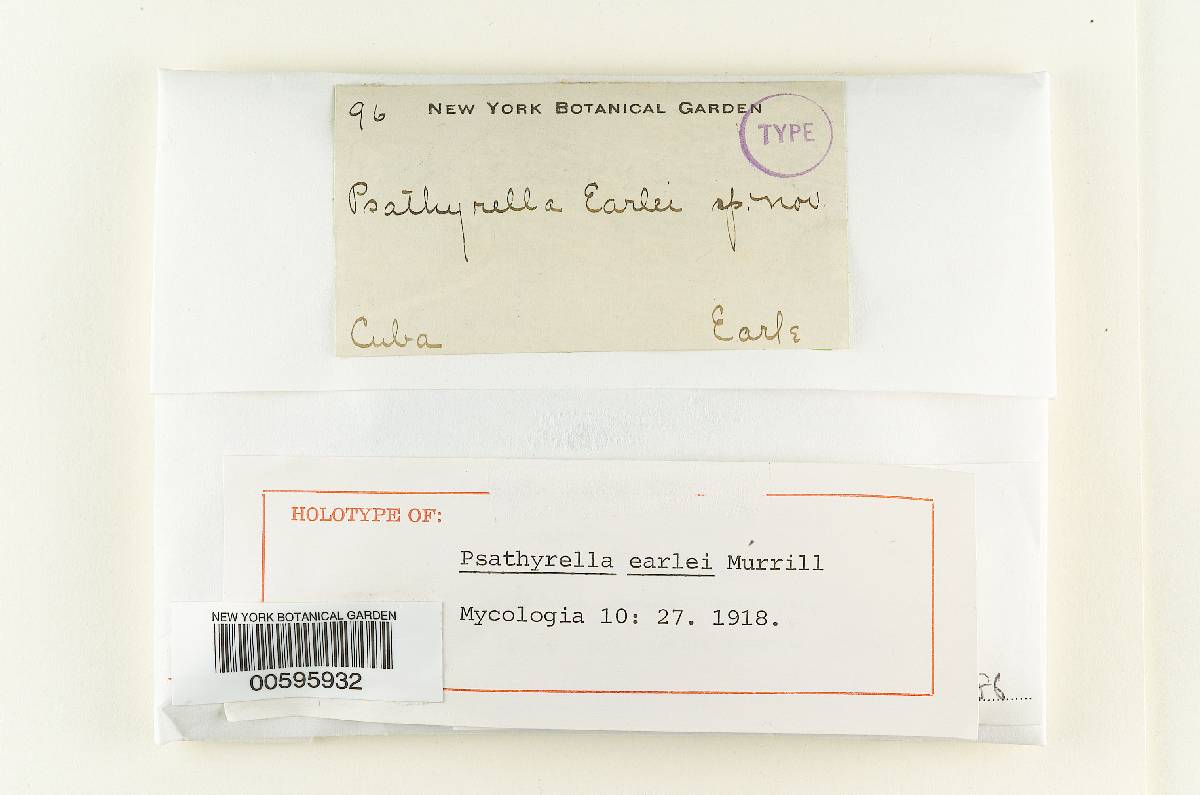 96 NEW YORK BOTANICAL GARDEN
TYPE
Psathyrella Earlei sp. nov.
Cuba Earle
HOLOTYPE OF:
Psathyrella earlei Murrill
Mycologia 10: 27. 1918.
NEW YORK BOTANICAL GARDEN
00595932